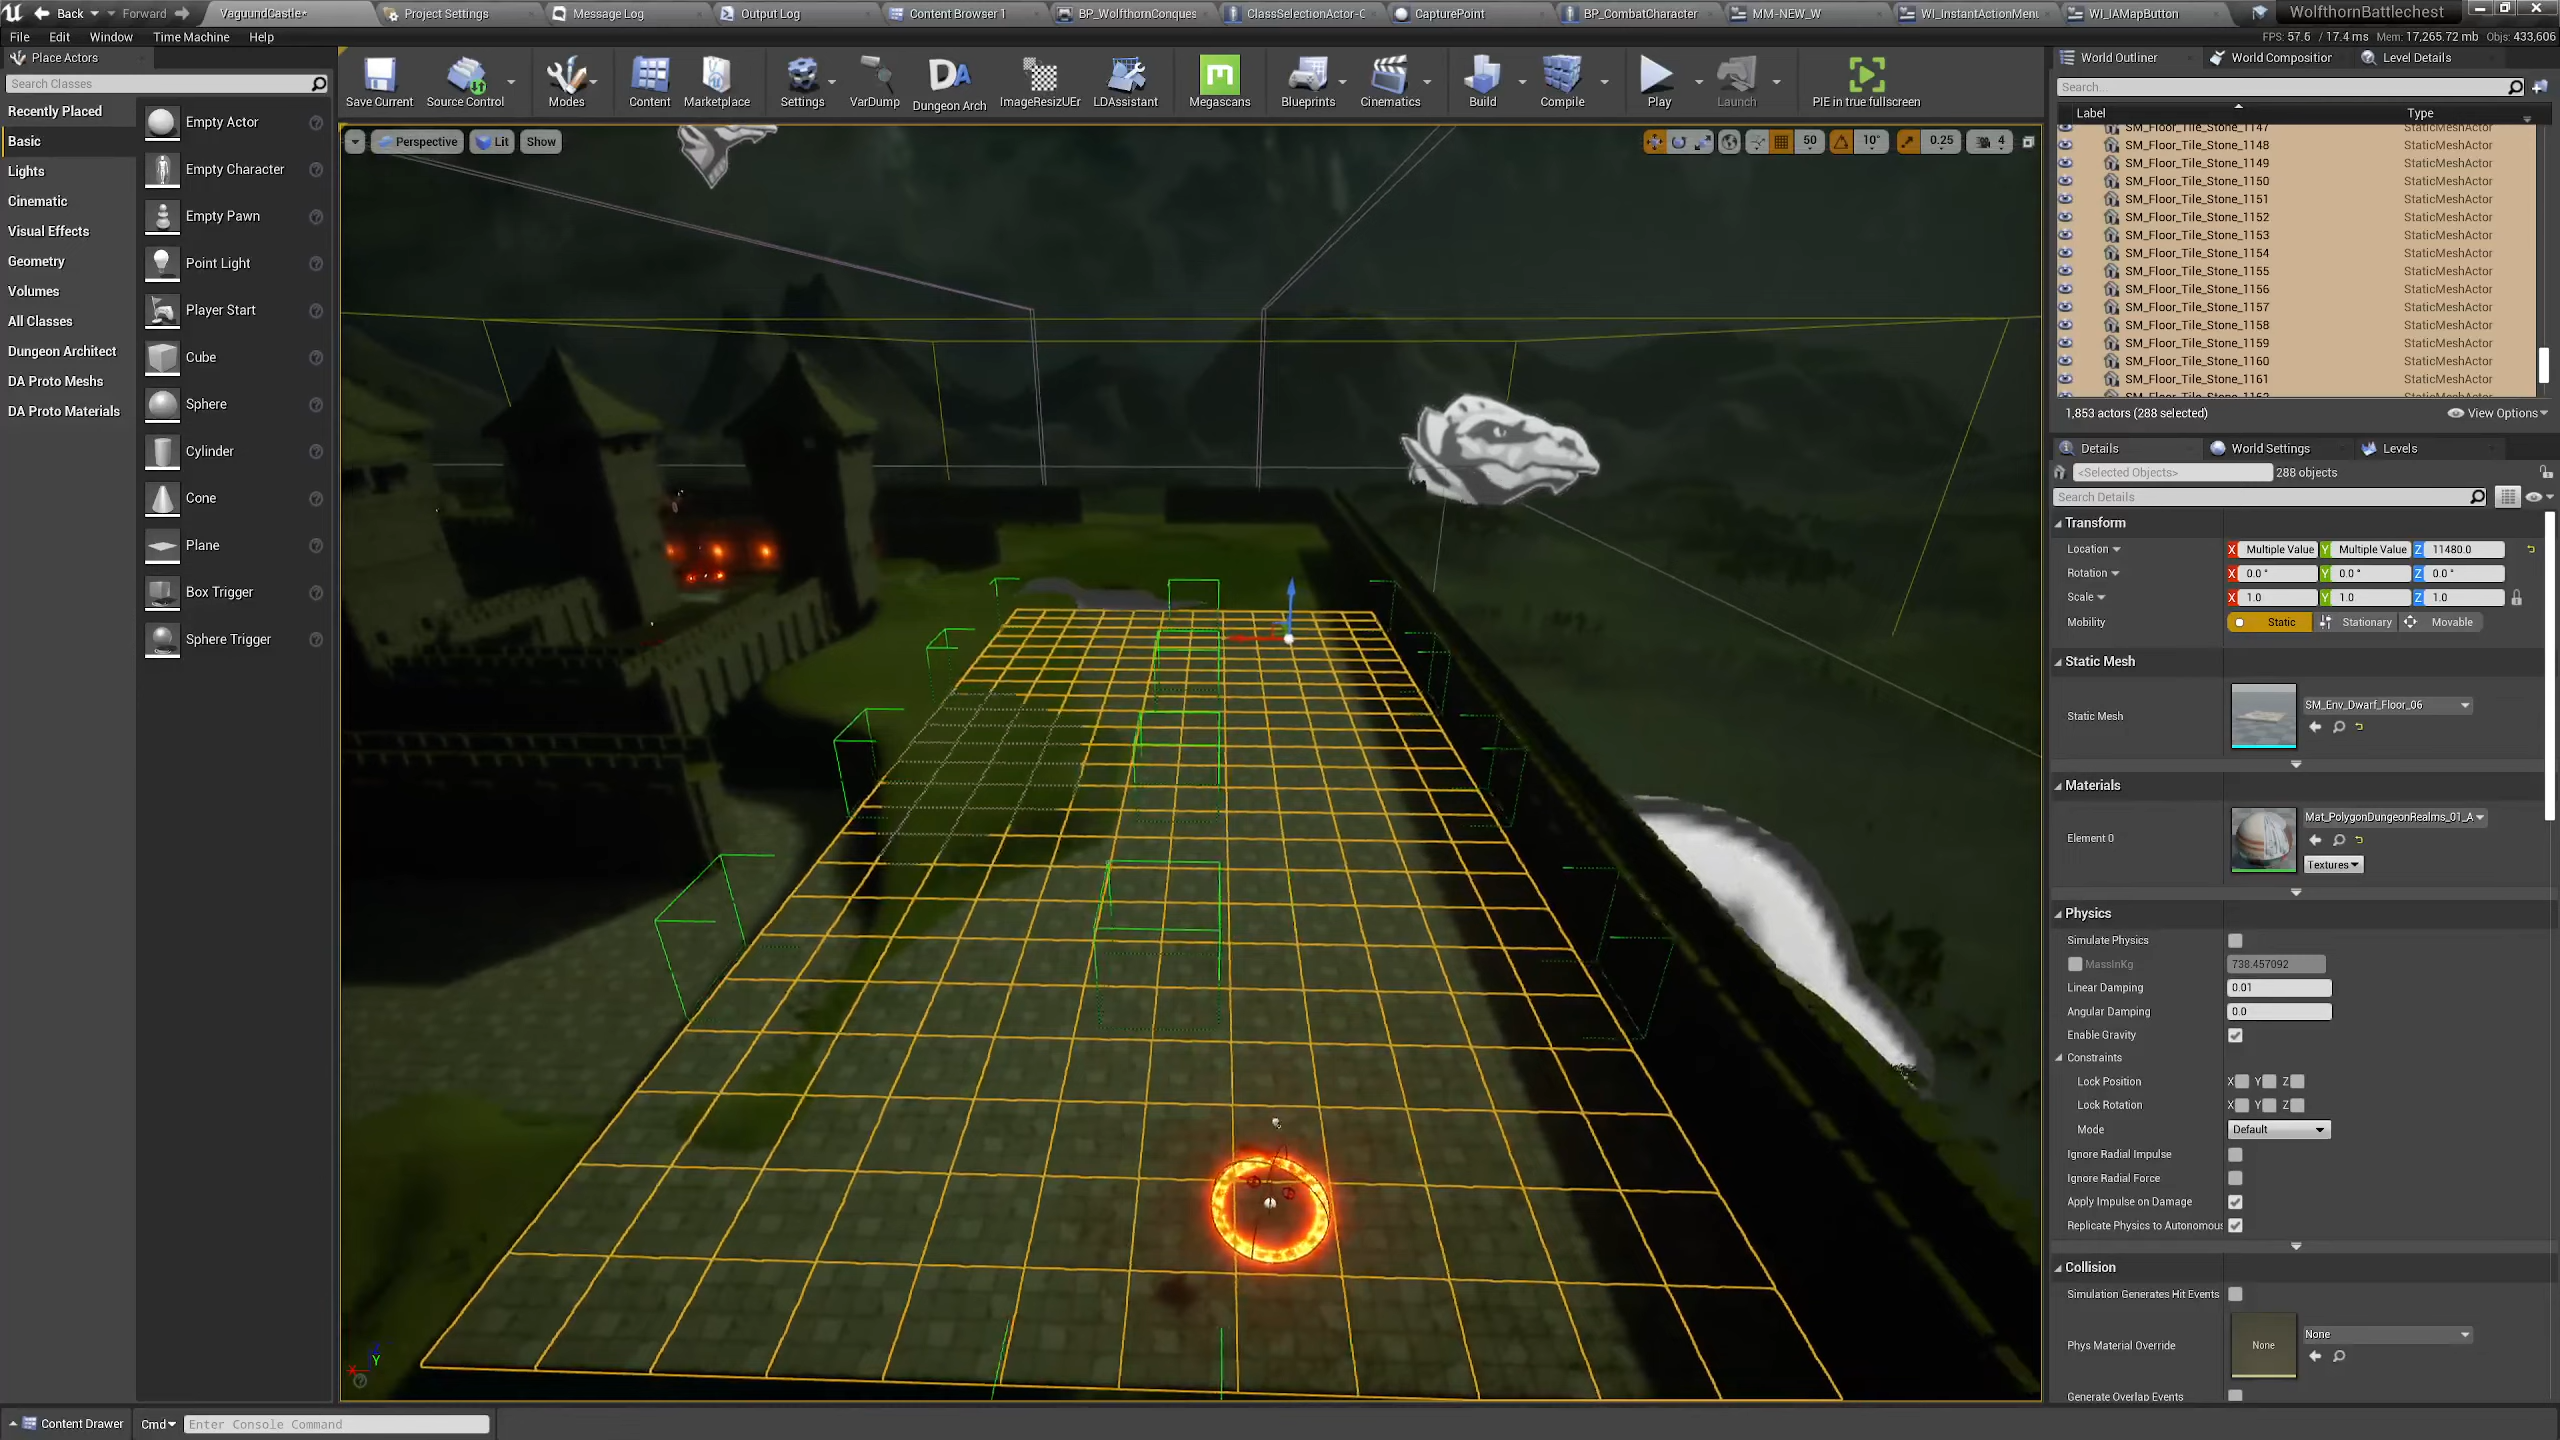 Back Forward VaguundCastle* Project Settings Message Log Output Log Content Browser 1 BP_WolfthornConques ClassSelectionActor-C CapturePoint BP_CombatCharacter MM-NEW_W WI_InstantActionMenu WI_IAMapButton WolfthornBattlechest
File Edit Window Time Machine Help
FPS: 57.6 / 17.4 ms Mem: 17,265.72 mb Objs: 433,606
Place Actors
Search Classes
Recently Placed
Basic
Lights
Cinematic
Visual Effects
Geometry
Volumes
All Classes
Dungeon Architect
DA Proto Meshs
DA Proto Materials
Empty Actor
Empty Character
Empty Pawn
Point Light
Player Start
Cube
Sphere
Cylinder
Cone
Plane
Box Trigger
Sphere Trigger
Save Current Source Control Modes Content Marketplace Settings VarDump Dungeon Arch ImageResizUEr LDAssistant Megascans Blueprints Cinematics Build Compile Play Launch PIE in true fullscreen
Perspective Lit Show
50 10° 0.25 4
World Outliner World Composition Level Details
Search...
Label Type
SM_Floor_Tile_Stone_1147 StaticMeshActor
SM_Floor_Tile_Stone_1148 StaticMeshActor
SM_Floor_Tile_Stone_1149 StaticMeshActor
SM_Floor_Tile_Stone_1150 StaticMeshActor
SM_Floor_Tile_Stone_1151 StaticMeshActor
SM_Floor_Tile_Stone_1152 StaticMeshActor
SM_Floor_Tile_Stone_1153 StaticMeshActor
SM_Floor_Tile_Stone_1154 StaticMeshActor
SM_Floor_Tile_Stone_1155 StaticMeshActor
SM_Floor_Tile_Stone_1156 StaticMeshActor
SM_Floor_Tile_Stone_1157 StaticMeshActor
SM_Floor_Tile_Stone_1158 StaticMeshActor
SM_Floor_Tile_Stone_1159 StaticMeshActor
SM_Floor_Tile_Stone_1160 StaticMeshActor
SM_Floor_Tile_Stone_1161 StaticMeshActor
1,853 actors (288 selected) View Options
Details World Settings Levels
<Selected Objects> 288 objects
Search Details
Transform
Location X Multiple Value Y Multiple Value Z 11480.0
Rotation X 0.0 ° Y 0.0 ° Z 0.0 °
Scale X 1.0 Y 1.0 Z 1.0
Mobility Static Stationary Movable
Static Mesh
Static Mesh SM_Env_Dwarf_Floor_06
Materials
Element 0 Mat_PolygonDungeonRealms_01_A
Textures
Physics
Simulate Physics
MassInKg 738.457092
Linear Damping 0.01
Angular Damping 0.0
Enable Gravity
Constraints
Lock Position X Y Z
Lock Rotation X Y Z
Mode Default
Ignore Radial Impulse
Ignore Radial Force
Apply Impulse on Damage
Replicate Physics to Autonomous
Collision
Simulation Generates Hit Events
Phys Material Override None None
Generate Overlap Events
X Y
Content Drawer Cmd Enter Console Command